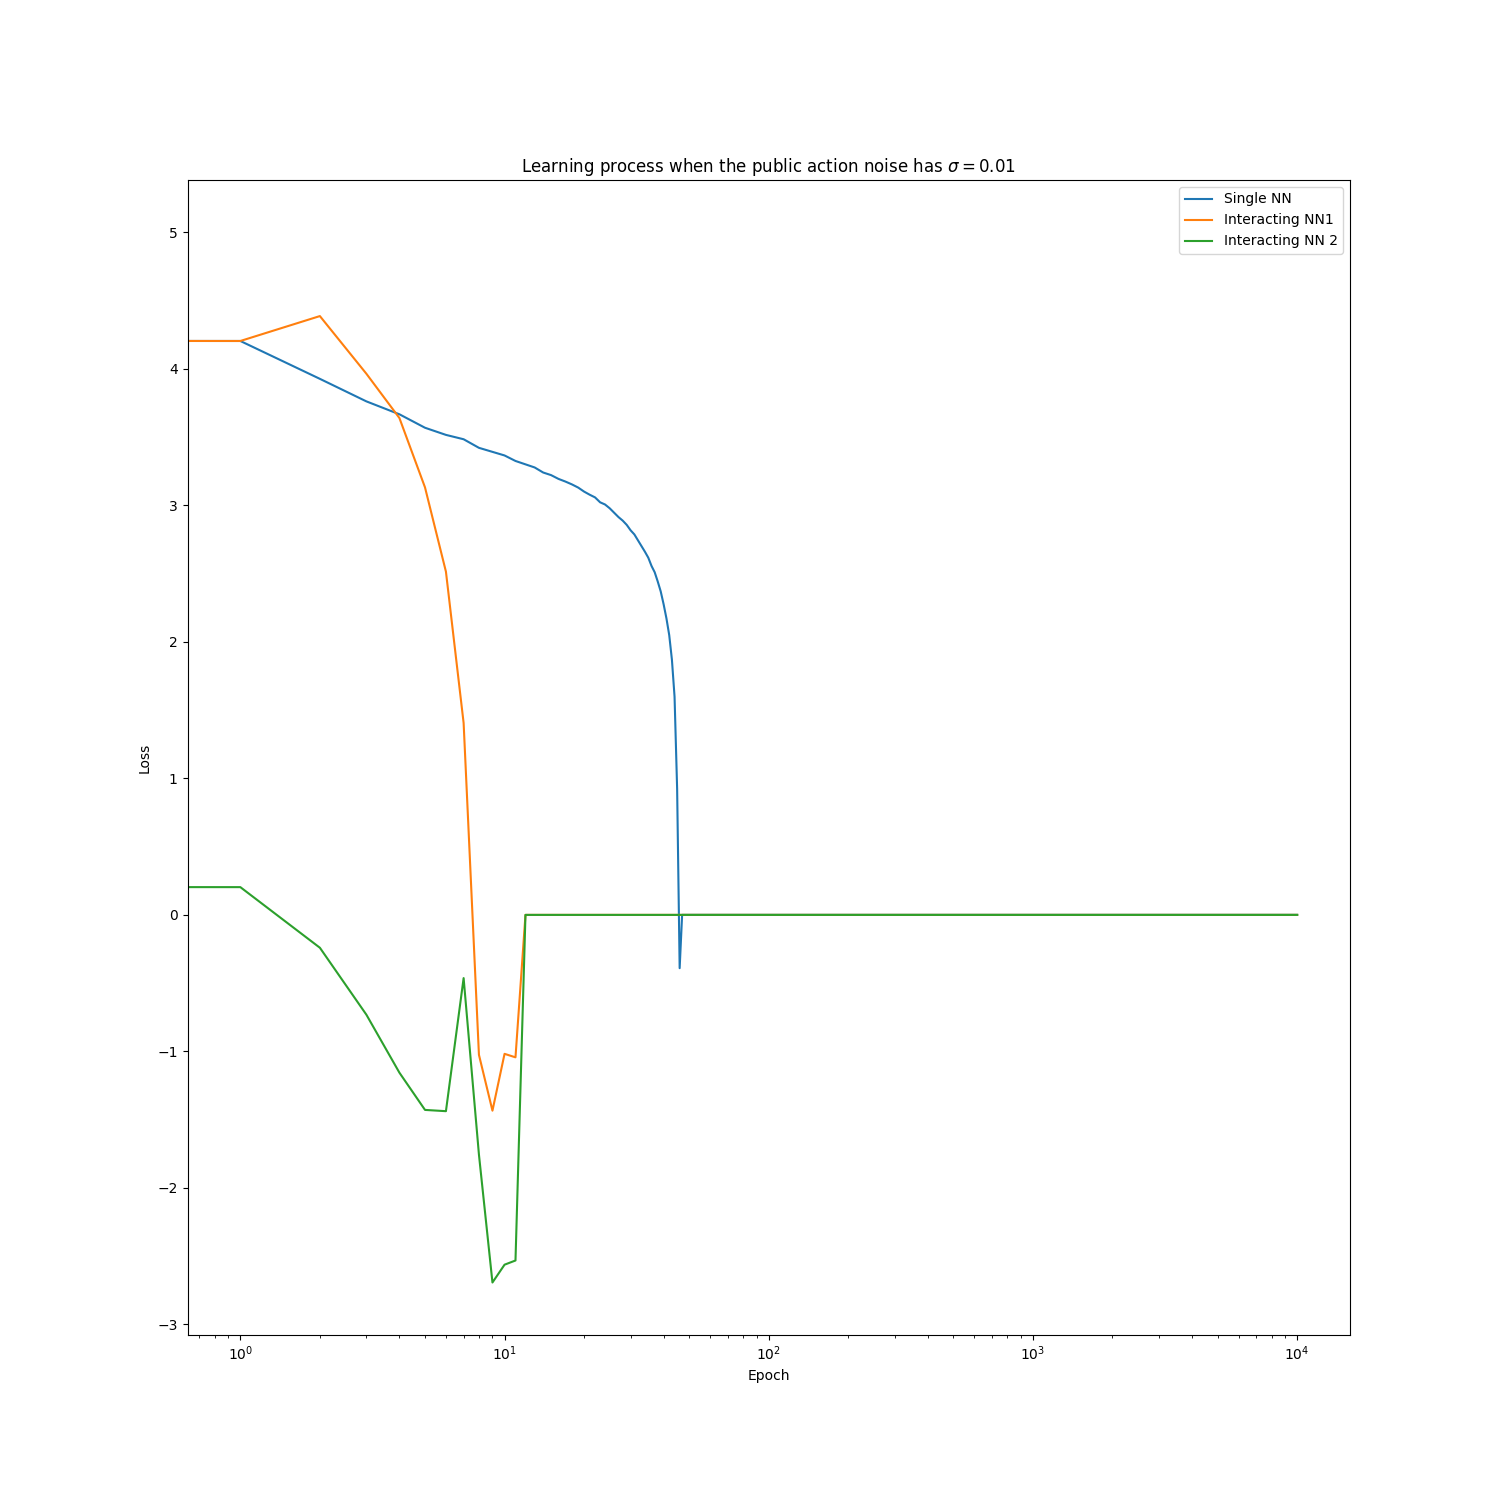 Learning process when the public action noise has σ = 0.01
Single NN
Interacting NN1
Interacting NN 2
5
4
3
2
1
0
−1
−2
−3
Loss
10⁰
10¹
10²
10³
10⁴
Epoch